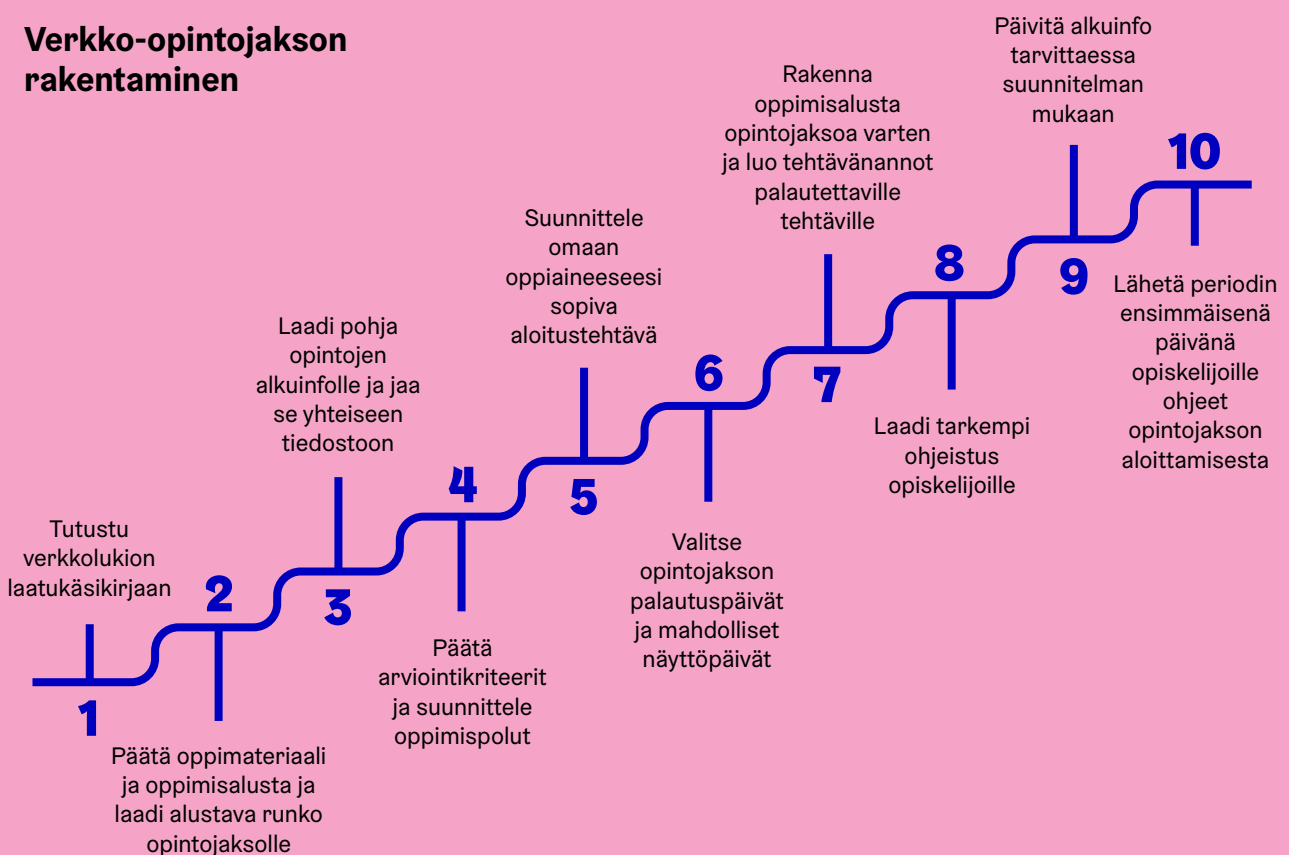 Verkko-opintojakson
rakentaminen
1
Tutustu
verkkolukion
laatukäsikirjaan
2
Päätä oppimateriaali
ja oppimisalusta ja
laadi alustava runko
opintojaksolle
3
Laadi pohja
opintojen
alkuinfolle ja jaa
se yhteiseen
tiedostoon
4
Päätä
arviointikriteerit
ja suunnittele
oppimispolut
5
Suunnittele
omaan
oppiaineeseesi
sopiva
aloitustehtävä
6
Valitse
opintojakson
palautuspäivät
ja mahdolliset
näyttöpäivät
7
Rakenna
oppimisalusta
opintojaksoa varten
ja luo tehtävänannot
palautettaville
tehtäville
8
Laadi tarkempi
ohjeistus
opiskelijoille
9
Päivitä alkuinfo
tarvittaessa
suunnitelman
mukaan
10
Lähetä periodin
ensimmäisenä
päivänä
opiskelijoille
ohjeet
opintojakson
aloittamisesta